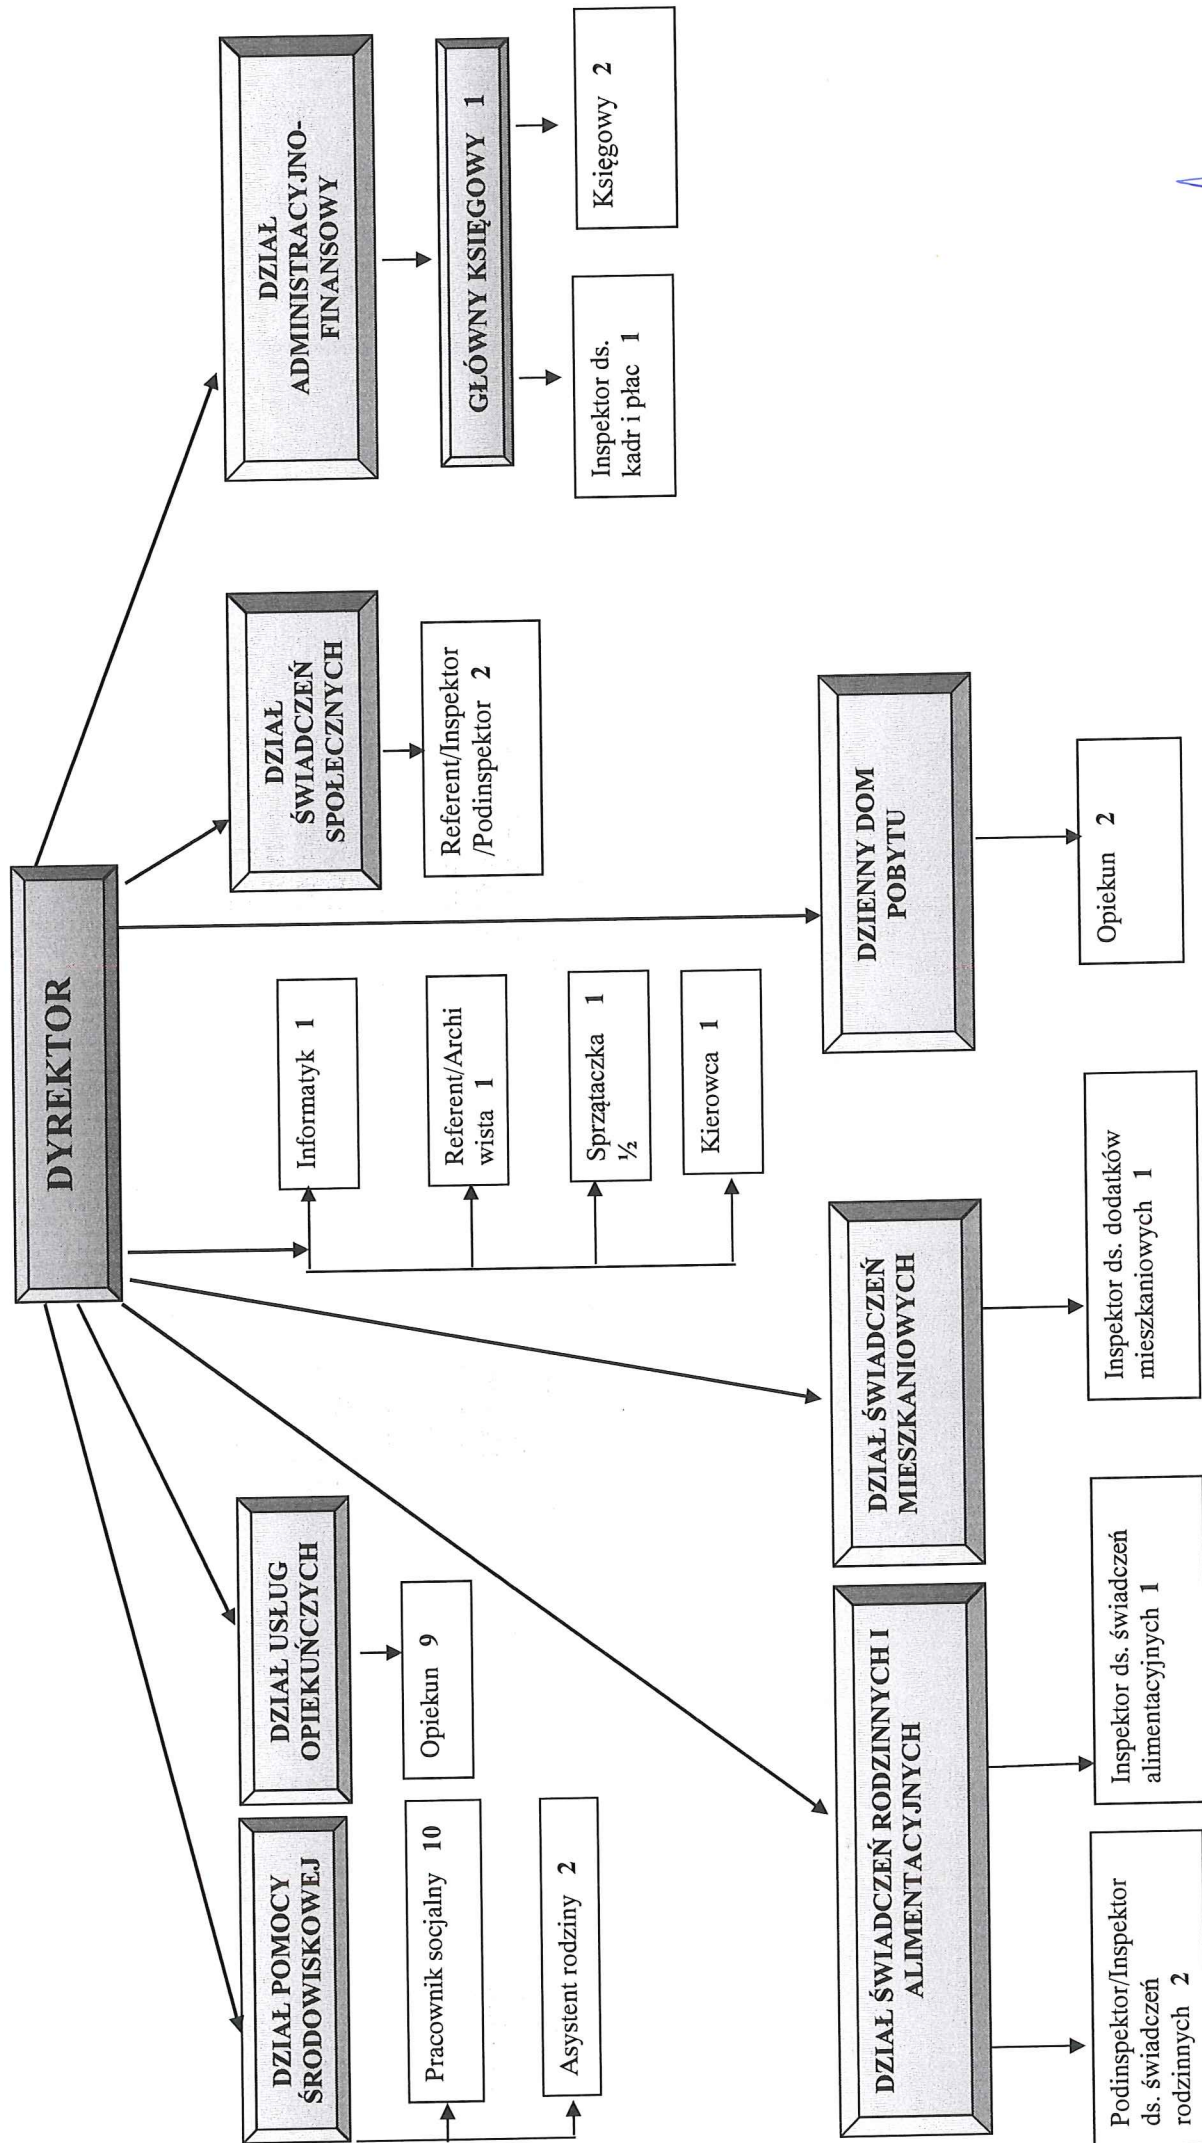 DYREKTOR
DZIAŁ POMOCY
ŚRODOWISKOWEJ
DZIAŁ USŁUG
OPIEKUŃCZYCH
Informatyk 1
DZIAŁ
ŚWIADCZEŃ
SPOŁECZNYCH
DZIAŁ
ADMINISTRACYJNO-
FINANSOWY
Pracownik socjalny 10
Opiekun 9
Referent/Archi
wista 1
Referent/Inspektor
/Podinspektor 2
GŁÓWNY KSIĘGOWY 1
Asystent rodziny 2
Sprzątaczka 1
½
Inspektor ds.
kadr i płac 1
Księgowy 2
Kierowca 1
DZIAŁ ŚWIADCZEŃ RODZINNYCH I
ALIMENTACYJNYCH
DZIAŁ ŚWIADCZEŃ
MIESZKANIOWYCH
DZIENNY DOM
POBYTU
Podinspektor/Inspektor
ds. świadczeń
rodzinnych 2
Inspektor ds. świadczeń
alimentacyjnych 1
Inspektor ds. dodatków
mieszkaniowych 1
Opiekun 2